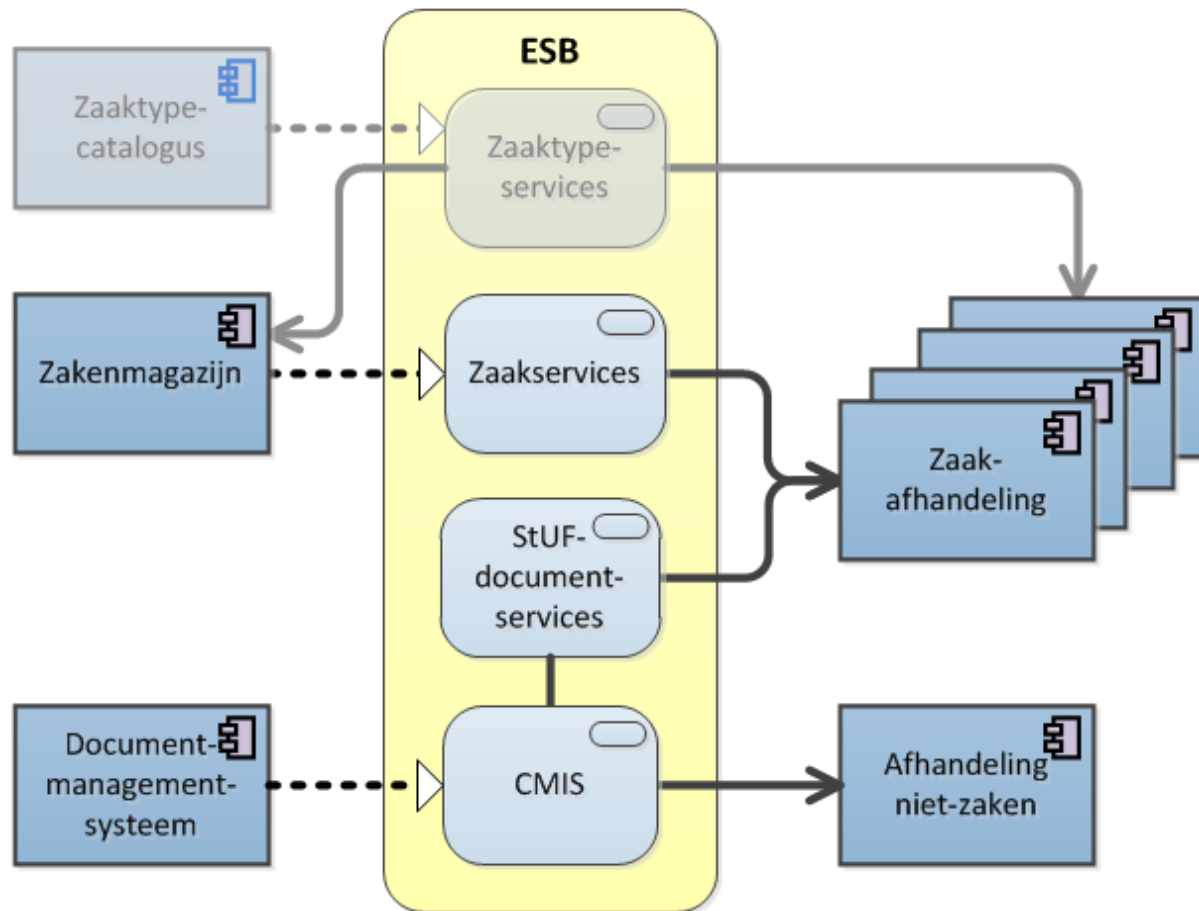 ESB
Zaaktype-
catalogus
Zaaktype-
services
Zakenmagazijn
Zaakservices
Zaak-
afhandeling
StUF-
document-
services
Document-
management-
systeem
CMIS
Afhandeling
niet-zaken